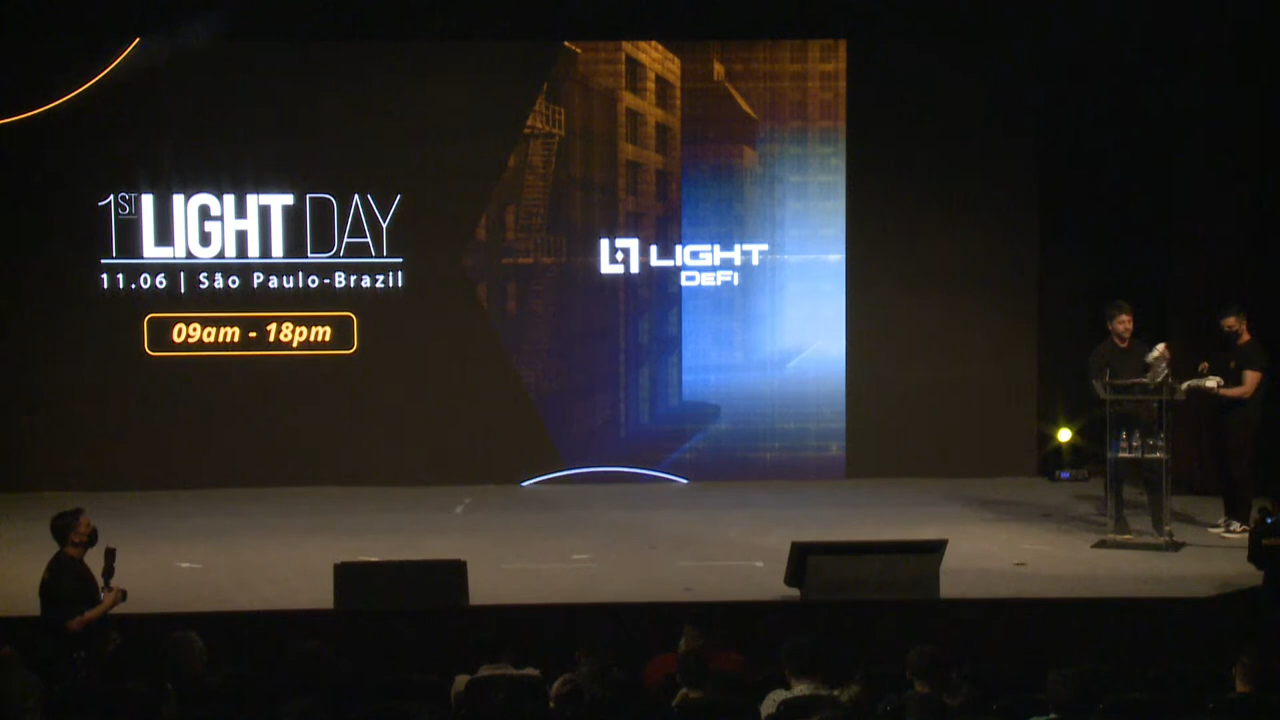 1ST LIGHT DAY
11.06 | São Paulo-Brazil
09am - 18pm
LIGHT
DeFi